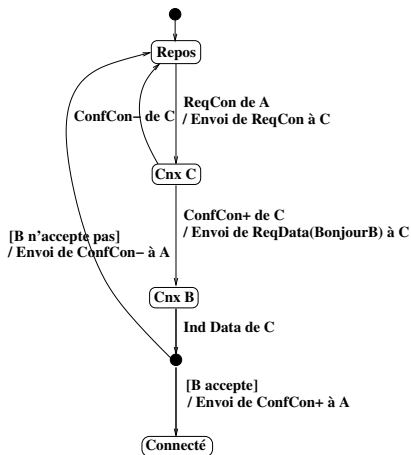 Repos
ReqCon de A
/ Envoi de ReqCon à C
ConfCon− de C
Cnx C
ConfCon+ de C
/ Envoi de ReqData(BonjourB) à C
[B n'accepte pas]
/ Envoi de ConfCon− à A
Cnx B
Ind Data de C
[B accepte]
/ Envoi de ConfCon+ à A
Connecté